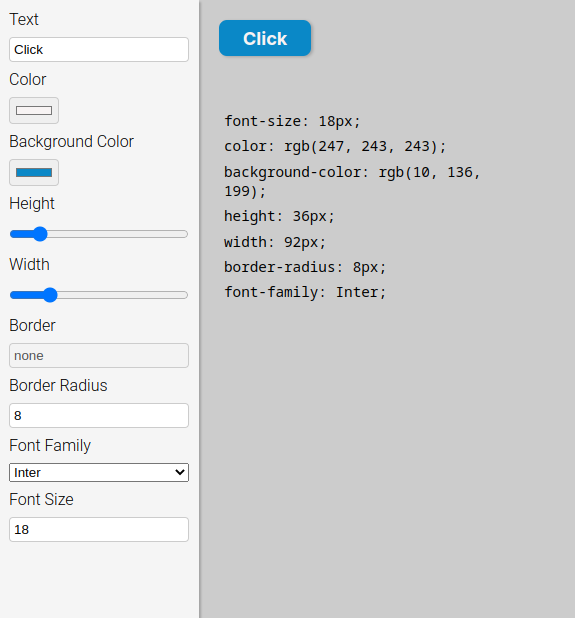 Text
Click
Color
Background Color
Height
Width
Border
none
Border Radius
8
Font Family
Inter
Font Size
18
Click
font-size: 18px;
color: rgb(247, 243, 243);
background-color: rgb(10, 136,
199);
height: 36px;
width: 92px;
border-radius: 8px;
font-family: Inter;